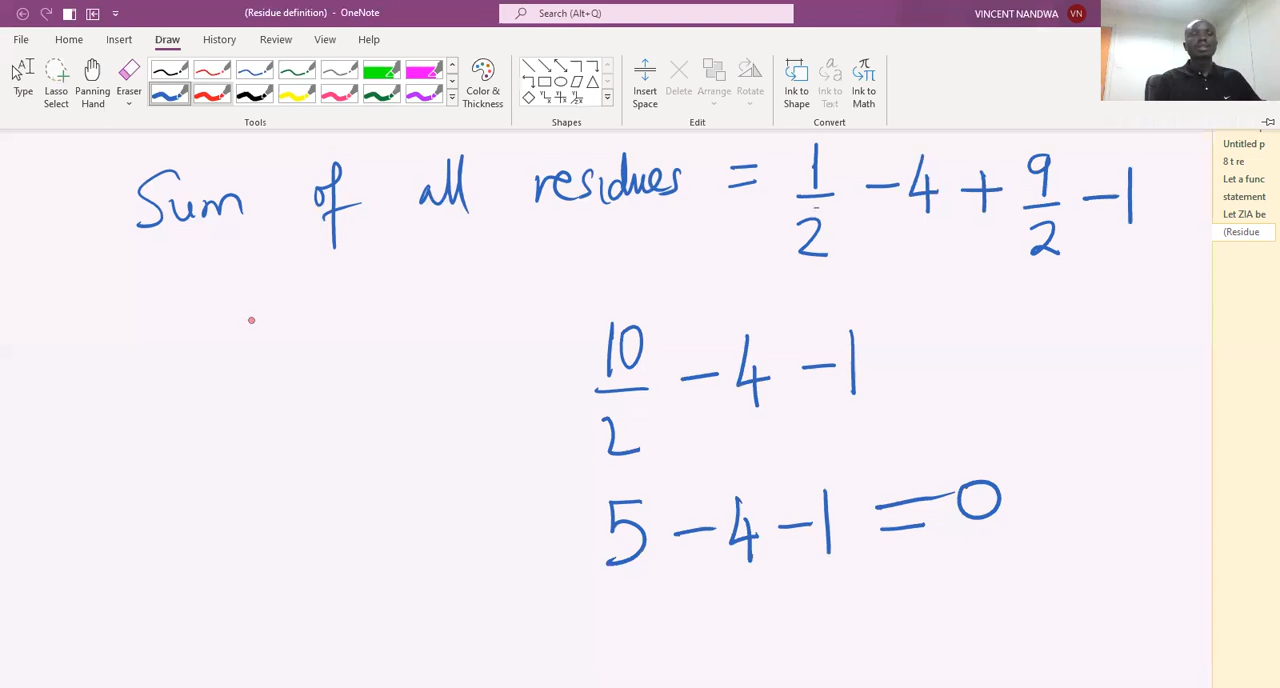 (Residue definition) - OneNote
Search (Alt+Q)
VINCENT NANDWA
VN
File Home Insert Draw History Review View Help
Type Lasso Select Panning Hand Eraser Color & Thickness Insert Space Delete Arrange Rotate Ink to Shape Ink to Text Ink to Math
Tools Shapes Edit Convert
Untitled p
8 t re
Let a func
statement
Let ZIA be
(Residue
Sum of all residues = 1/2 - 4 + 9/2 - 1
10/2 - 4 - 1
5 - 4 - 1 = 0